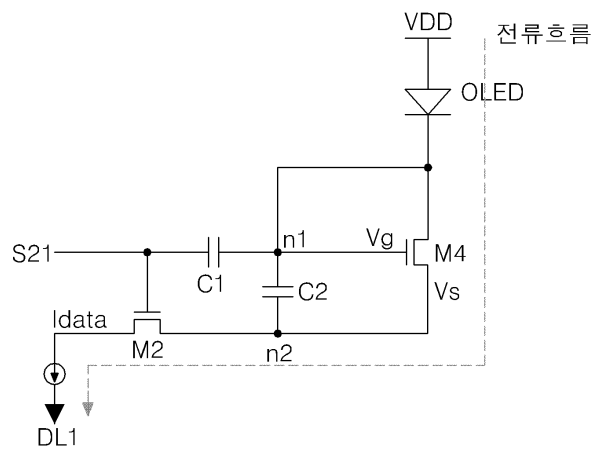 VDD
전류흐름
OLED
S21
C1
n1
Vg
M4
C2
Vs
Idata
M2
n2
DL1